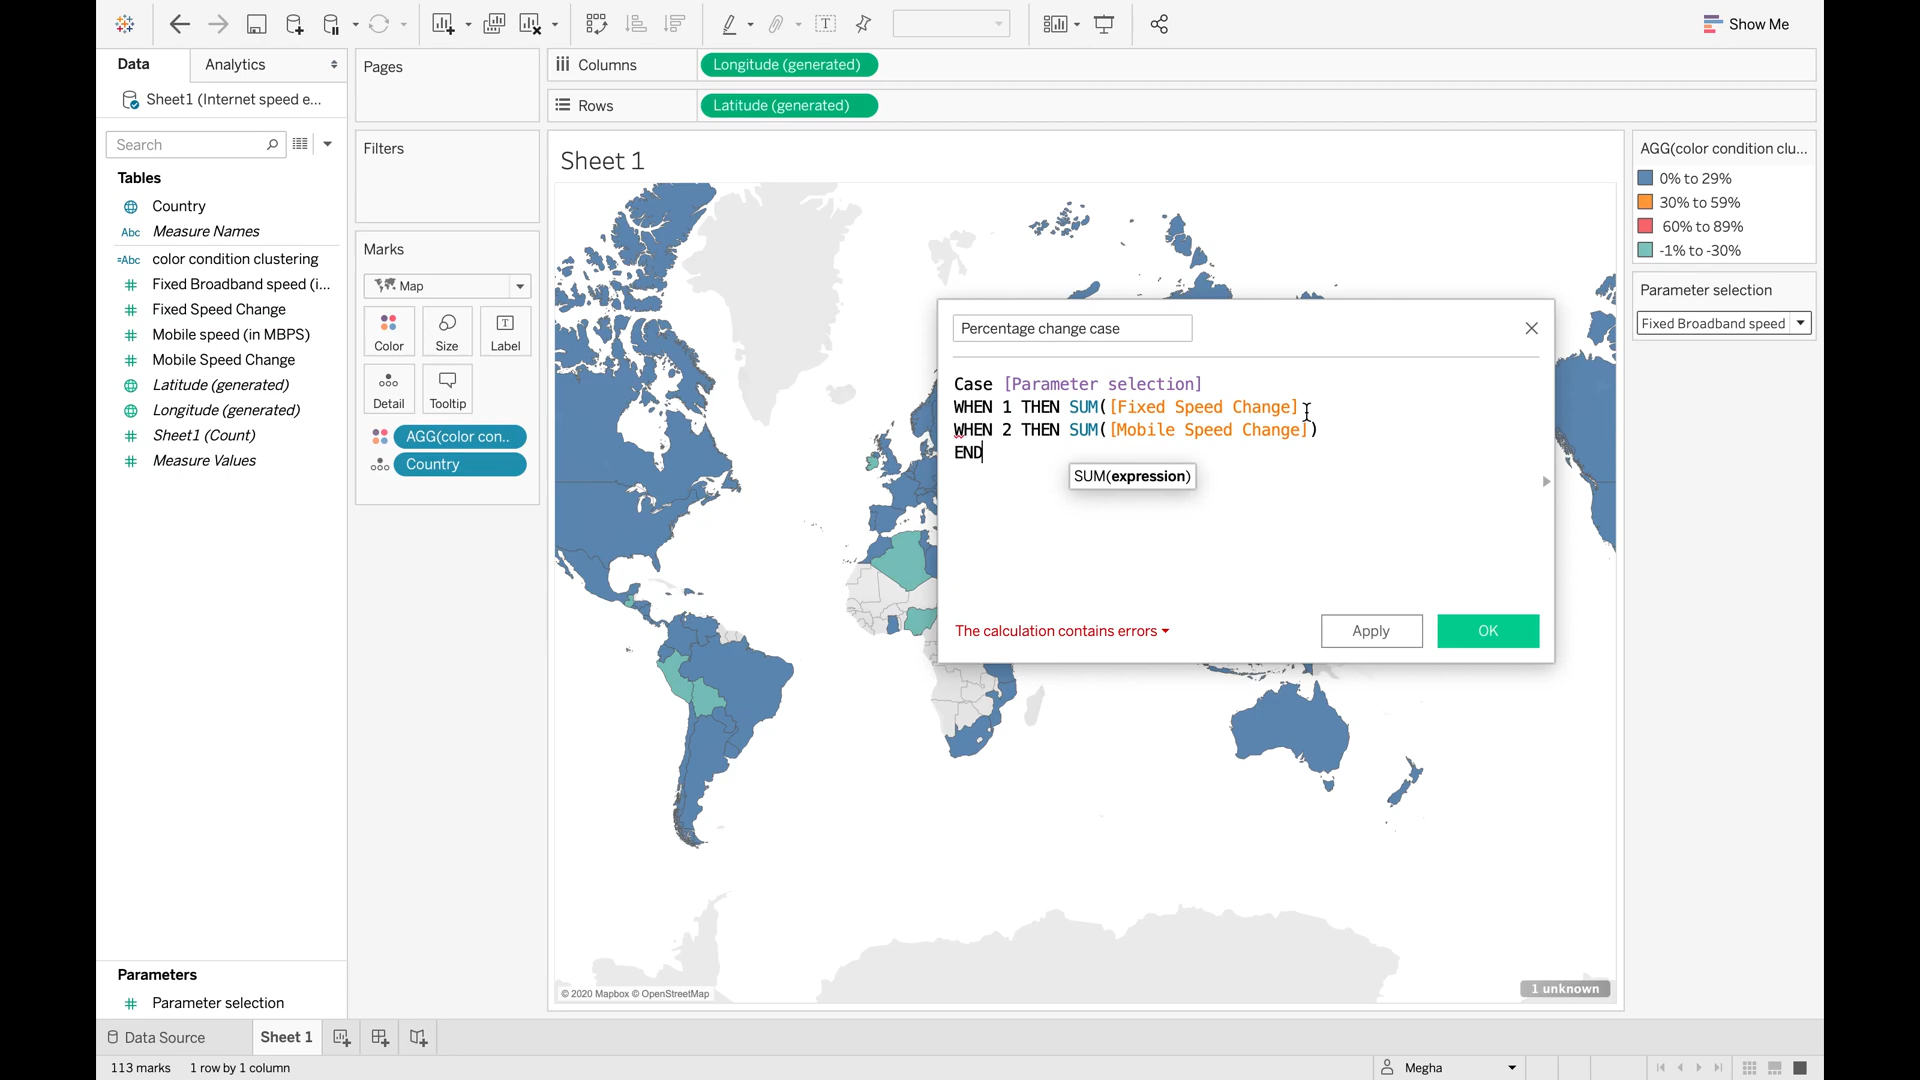 Show Me
Data
Analytics
Sheet1 (Internet speed e...
Search
Tables
Country
Abc Measure Names
=Abc color condition clustering
Fixed Broadband speed (i...
Fixed Speed Change
Mobile speed (in MBPS)
Mobile Speed Change
Latitude (generated)
Longitude (generated)
Sheet1 (Count)
Measure Values
Parameters
Parameter selection
Pages
Filters
Marks
Map
Color
Size
Label
Detail
Tooltip
AGG(color con..
Country
Columns
Longitude (generated)
Rows
Latitude (generated)
Sheet 1
Percentage change case
Case [Parameter selection]
WHEN 1 THEN SUM([Fixed Speed Change]
WHEN 2 THEN SUM([Mobile Speed Change])
END
SUM(expression)
The calculation contains errors
Apply
OK
© 2020 Mapbox © OpenStreetMap
1 unknown
AGG(color condition clu...
0% to 29%
30% to 59%
60% to 89%
-1% to -30%
Parameter selection
Fixed Broadband speed
Data Source
Sheet 1
113 marks
1 row by 1 column
Megha